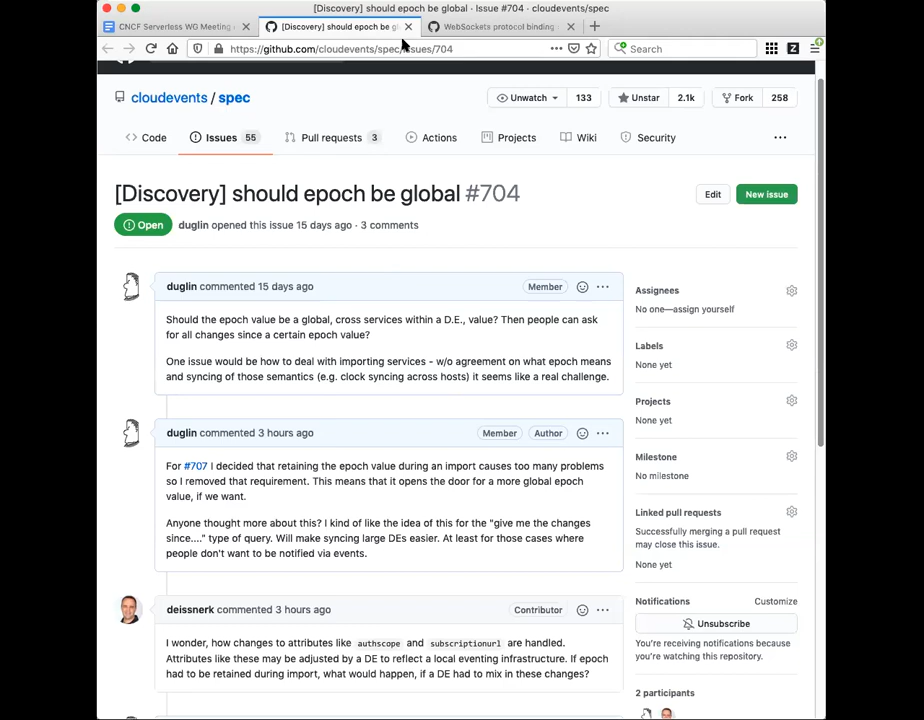 [Discovery] should epoch be global · Issue #704 · cloudevents/spec
CNCF Serverless WG Meeting
[Discovery] should epoch be gl
WebSockets protocol binding
https://github.com/cloudevents/spec/issues/704
Search
cloudevents / spec
Unwatch 133
Unstar 2.1k
Fork 258
Code
Issues 55
Pull requests 3
Actions
Projects
Wiki
Security
[Discovery] should epoch be global #704
Edit
New issue
Open
duglin opened this issue 15 days ago · 3 comments
duglin commented 15 days ago
Member
Should the epoch value be a global, cross services within a D.E., value? Then people can ask
for all changes since a certain epoch value?
One issue would be how to deal with importing services - w/o agreement on what epoch means
and syncing of those semantics (e.g. clock syncing across hosts) it seems like a real challenge.
duglin commented 3 hours ago
Member
Author
For #707 I decided that retaining the epoch value during an import causes too many problems
so I removed that requirement. This means that it opens the door for a more global epoch
value, if we want.
Anyone thought more about this? I kind of like the idea of this for the "give me the changes
since...." type of query. Will make syncing large DEs easier. At least for those cases where
people don't want to be notified via events.
deissnerk commented 3 hours ago
Contributor
I wonder, how changes to attributes like authscope and subscriptionurl are handled.
Attributes like these may be adjusted by a DE to reflect a local eventing infrastructure. If epoch
had to be retained during import, what would happen, if a DE had to mix in these changes?
Assignees
No one—assign yourself
Labels
None yet
Projects
None yet
Milestone
No milestone
Linked pull requests
Successfully merging a pull request
may close this issue.
None yet
Notifications
Customize
Unsubscribe
You're receiving notifications because
you're watching this repository.
2 participants